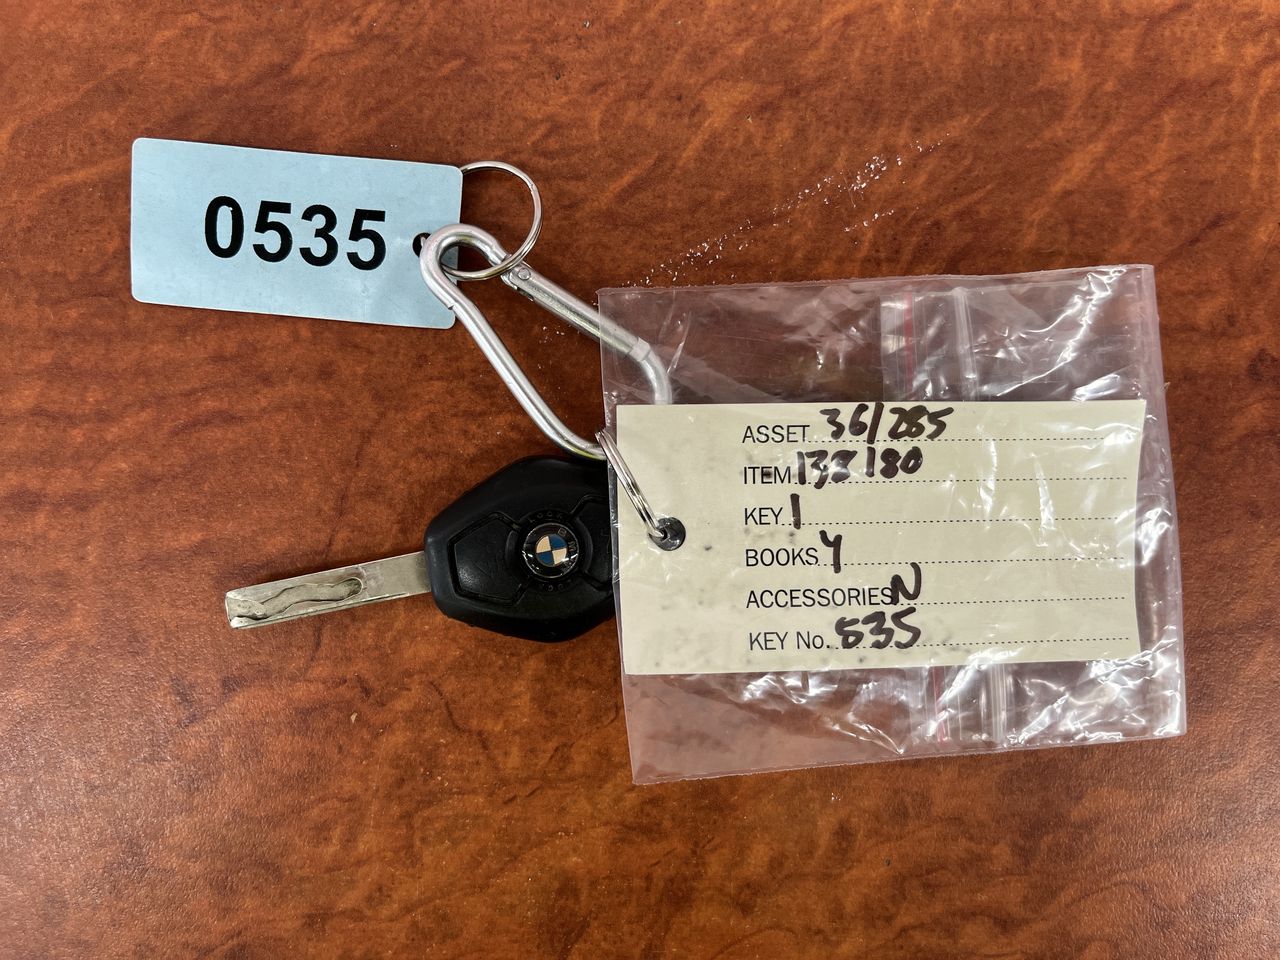 0535
ASSET 36/285
ITEM 138180
KEY 1
BOOKS Y
ACCESSORIES N
KEY No. 535